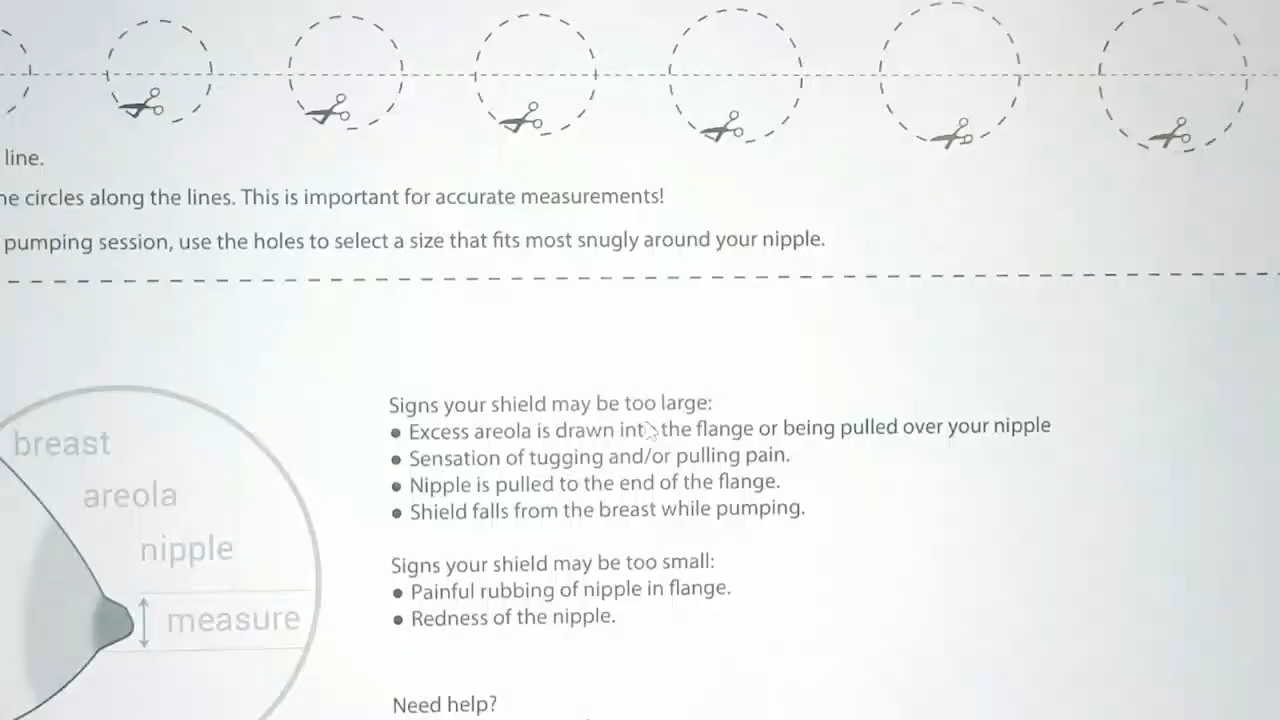 line.
circles along the lines. This is important for accurate measurements!
pumping session, use the holes to select a size that fits most snugly around your nipple.
breast
areola
nipple
measure
Signs your shield may be too large:
● Excess areola is drawn into the flange or being pulled over your nipple
● Sensation of tugging and/or pulling pain.
● Nipple is pulled to the end of the flange.
● Shield falls from the breast while pumping.
Signs your shield may be too small:
● Painful rubbing of nipple in flange.
● Redness of the nipple.
Need help?